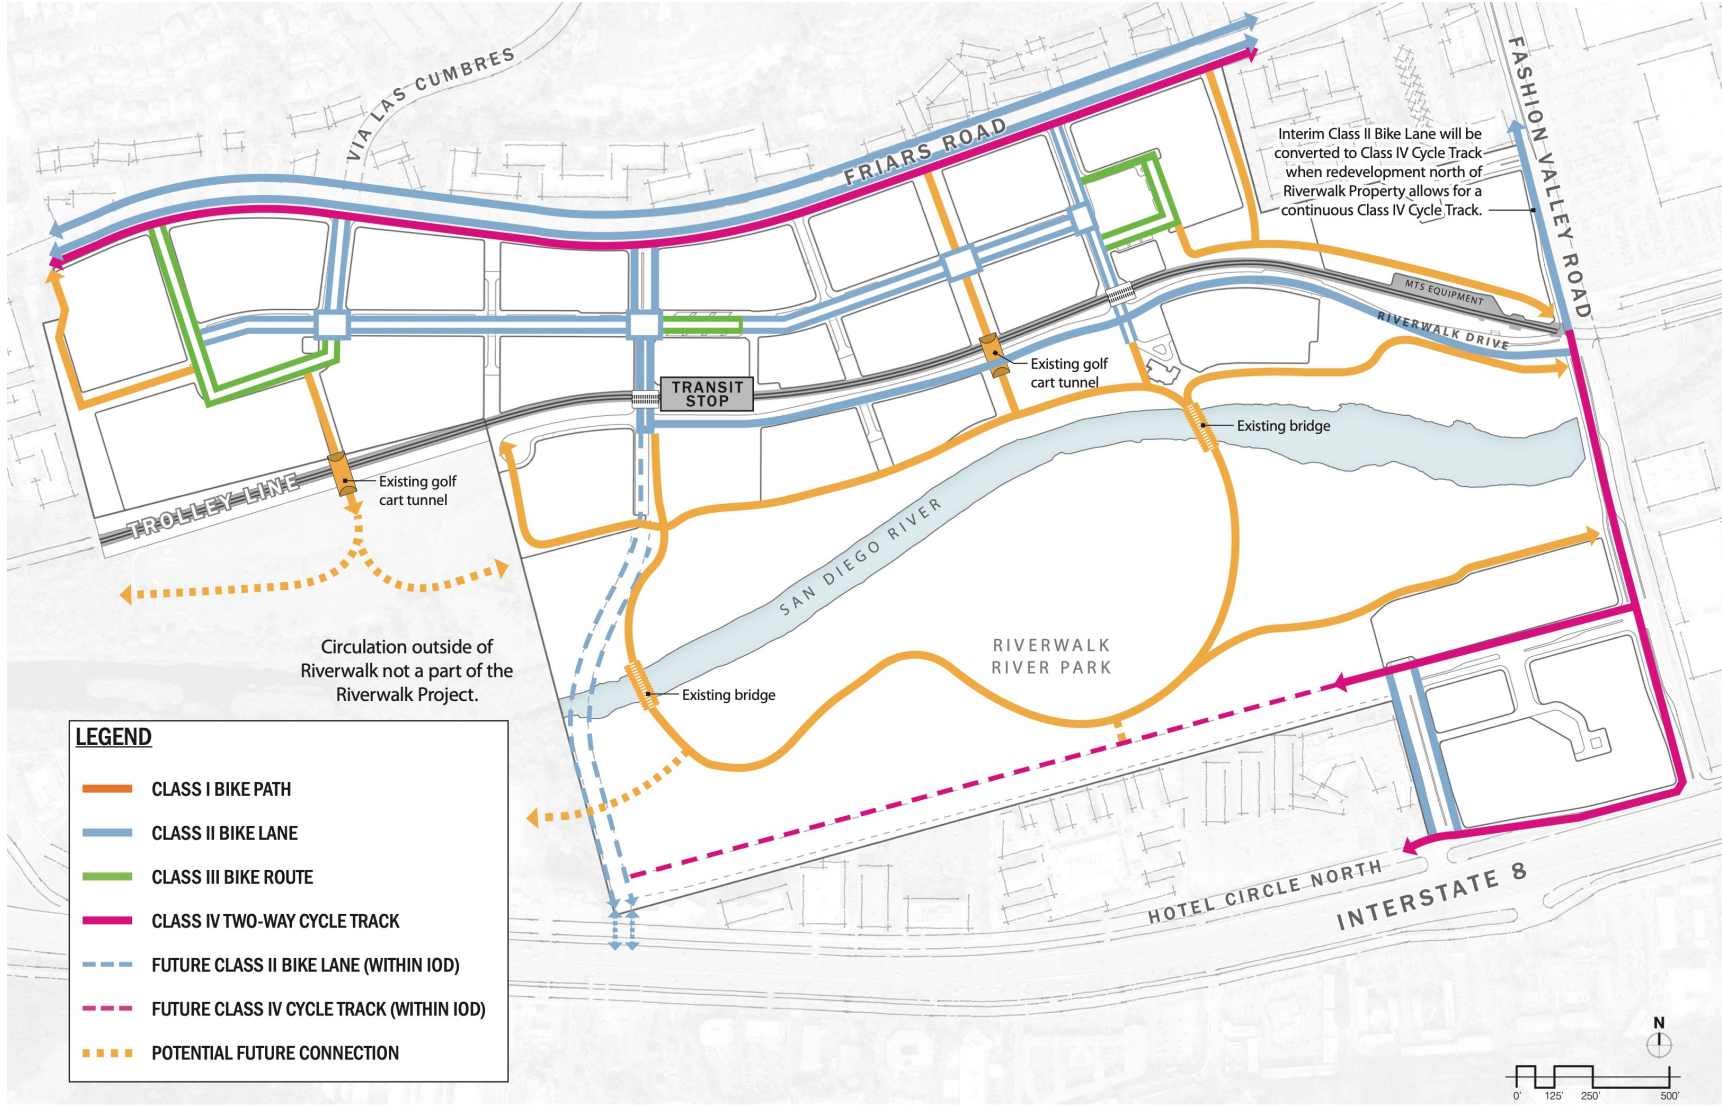 VIA LAS CUMBRES
FRIARS ROAD
FASHION VALLEY ROAD
Interim Class II Bike Lane will be
converted to Class IV Cycle Track
when redevelopment north of
Riverwalk Property allows for a
continuous Class IV Cycle Track.
MTS EQUIPMENT
RIVERWALK DRIVE
TRANSIT
STOP
Existing golf
cart tunnel
Existing bridge
TROLLEY LINE
Existing golf
cart tunnel
SAN DIEGO RIVER
RIVERWALK
RIVER PARK
Circulation outside of
Riverwalk not a part of the
Riverwalk Project.
Existing bridge
HOTEL CIRCLE NORTH
INTERSTATE 8
LEGEND
CLASS I BIKE PATH
CLASS II BIKE LANE
CLASS III BIKE ROUTE
CLASS IV TWO-WAY CYCLE TRACK
FUTURE CLASS II BIKE LANE (WITHIN IOD)
FUTURE CLASS IV CYCLE TRACK (WITHIN IOD)
POTENTIAL FUTURE CONNECTION
N
0' 125' 250' 500'